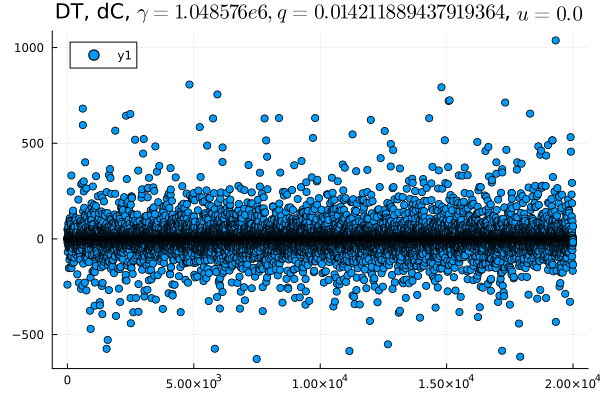 DT, dC, γ = 1.048576e6, q = 0.014211889437919364, u = 0.0
y1
1000
500
0
−500
0 5.00×10³ 1.00×10⁴ 1.50×10⁴ 2.00×10⁴